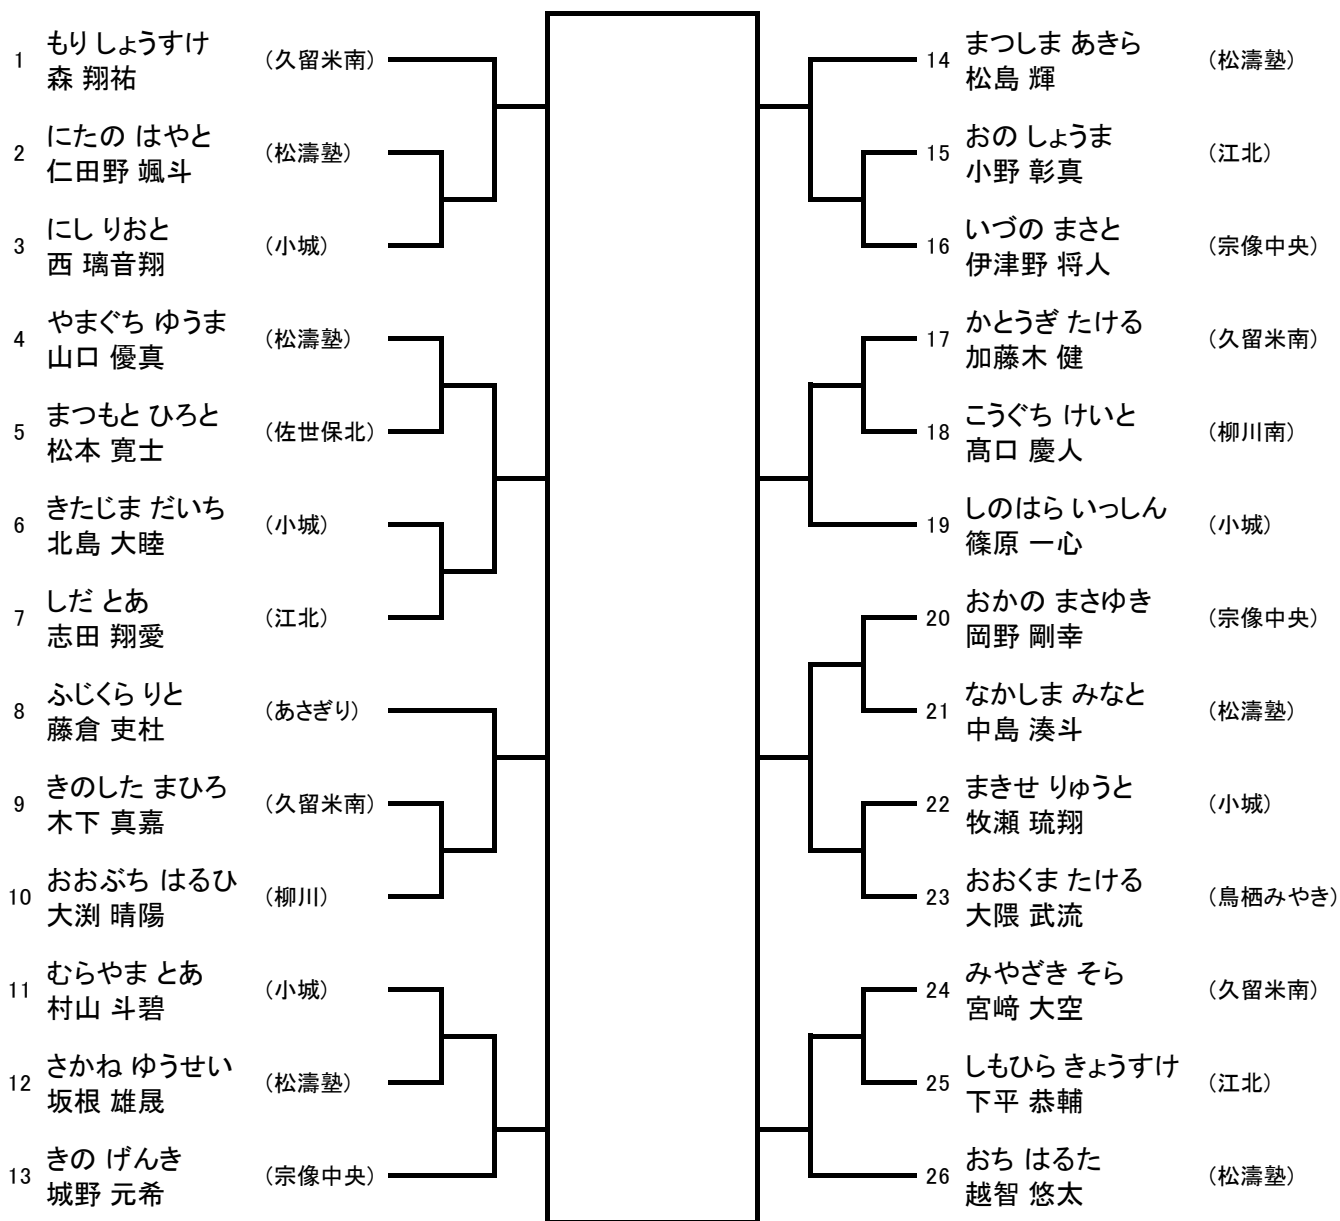 もり しょうすけ
1 森 翔祐 (久留米南)
にたの はやと
2 仁田野 颯斗 (松濤塾)
にし りおと
3 西 璃音翔 (小城)
やまぐち ゆうま
4 山口 優真 (松濤塾)
まつもと ひろと
5 松本 寛士 (佐世保北)
きたじま だいち
6 北島 大睦 (小城)
しだ とあ
7 志田 翔愛 (江北)
ふじくら りと
8 藤倉 吏杜 (あさぎり)
きのした まひろ
9 木下 真嘉 (久留米南)
おおぶち はるひ
10 大渕 晴陽 (柳川)
むらやま とあ
11 村山 斗碧 (小城)
さかね ゆうせい
12 坂根 雄晟 (松濤塾)
きの げんき
13 城野 元希 (宗像中央)
まつしま あきら
14 松島 輝 (松濤塾)
おの しょうま
15 小野 彰真 (江北)
いづの まさと
16 伊津野 将人 (宗像中央)
かとうぎ たける
17 加藤木 健 (久留米南)
こうぐち けいと
18 髙口 慶人 (柳川南)
しのはら いっしん
19 篠原 一心 (小城)
おかの まさゆき
20 岡野 剛幸 (宗像中央)
なかしま みなと
21 中島 湊斗 (松濤塾)
まきせ りゅうと
22 牧瀬 琉翔 (小城)
おおくま たける
23 大隈 武流 (鳥栖みやき)
みやざき そら
24 宮﨑 大空 (久留米南)
しもひら きょうすけ
25 下平 恭輔 (江北)
おち はるた
26 越智 悠太 (松濤塾)